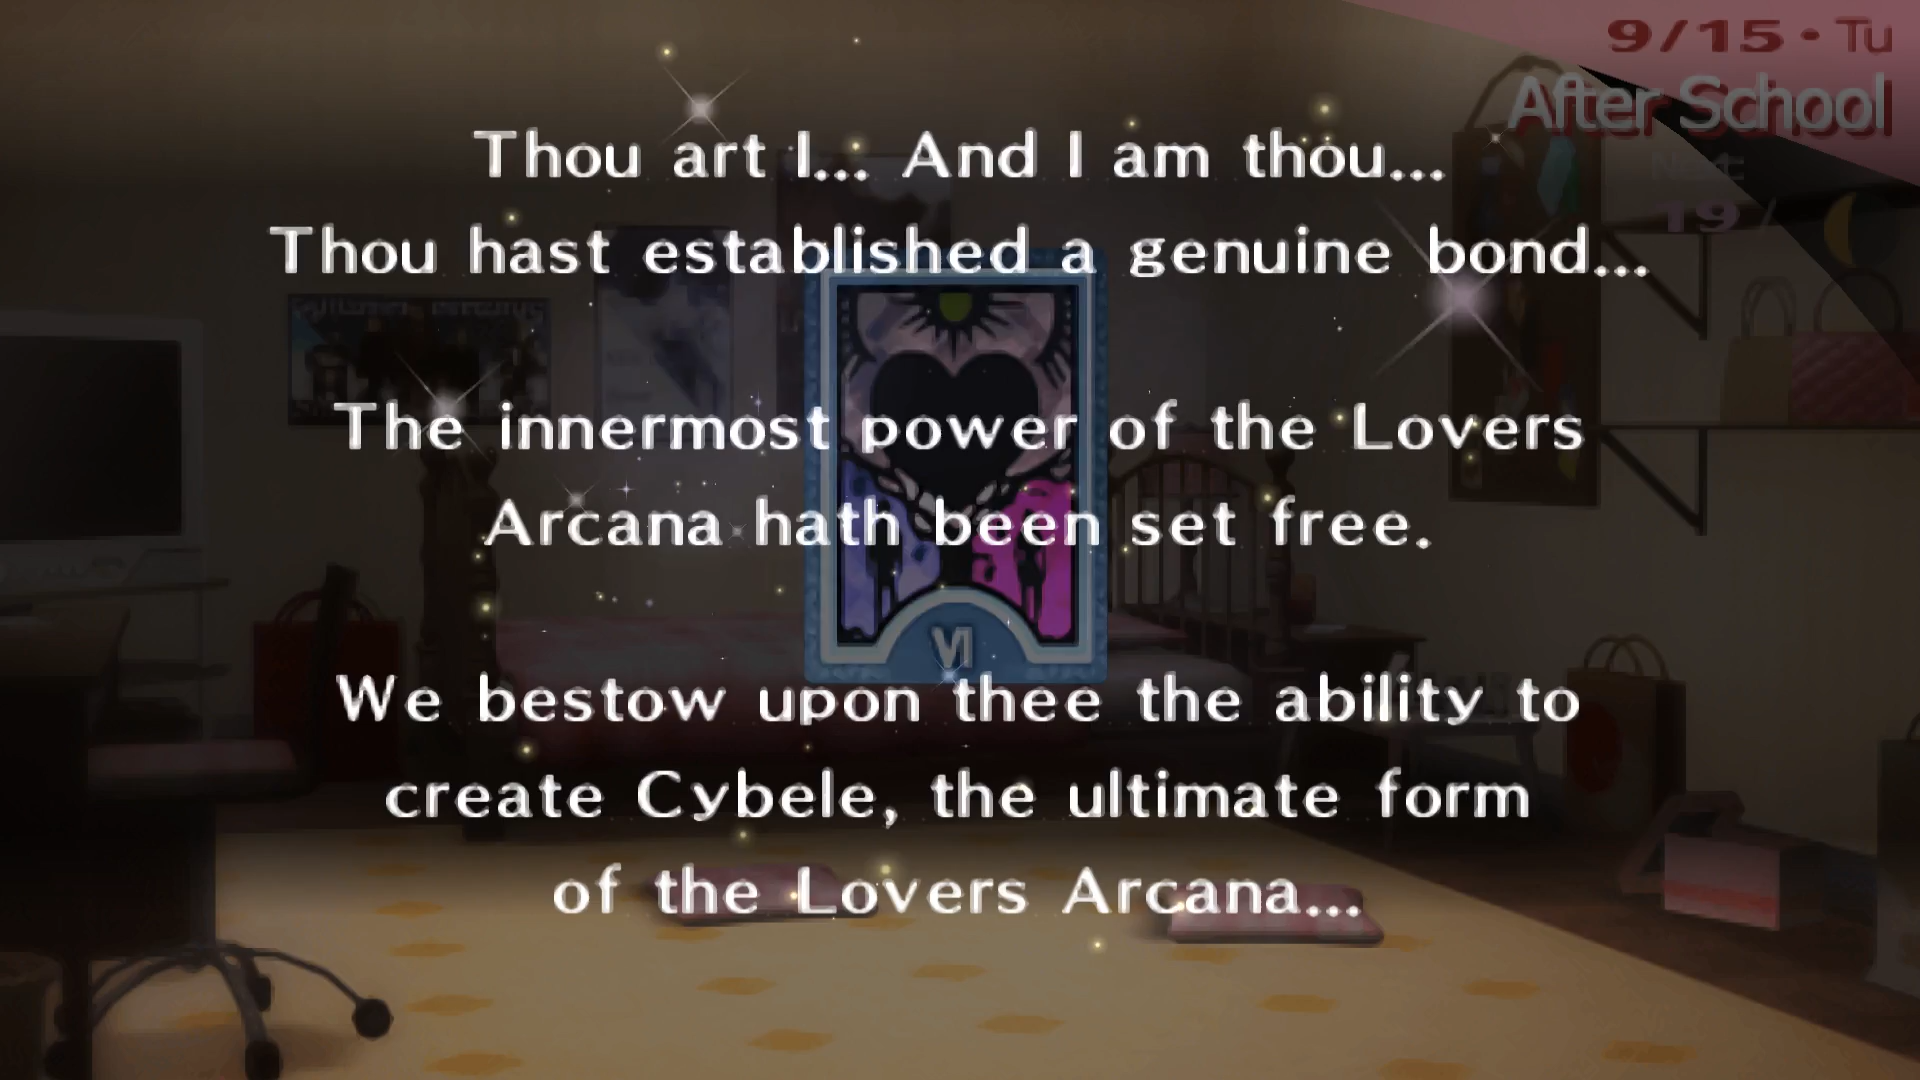 9/15・Tu
After School
19
Thou art I... And I am thou...
Thou hast established a genuine bond...
The innermost power of the Lovers
Arcana hath been set free.
We bestow upon thee the ability to
create Cybele, the ultimate form
of the Lovers Arcana...
VI